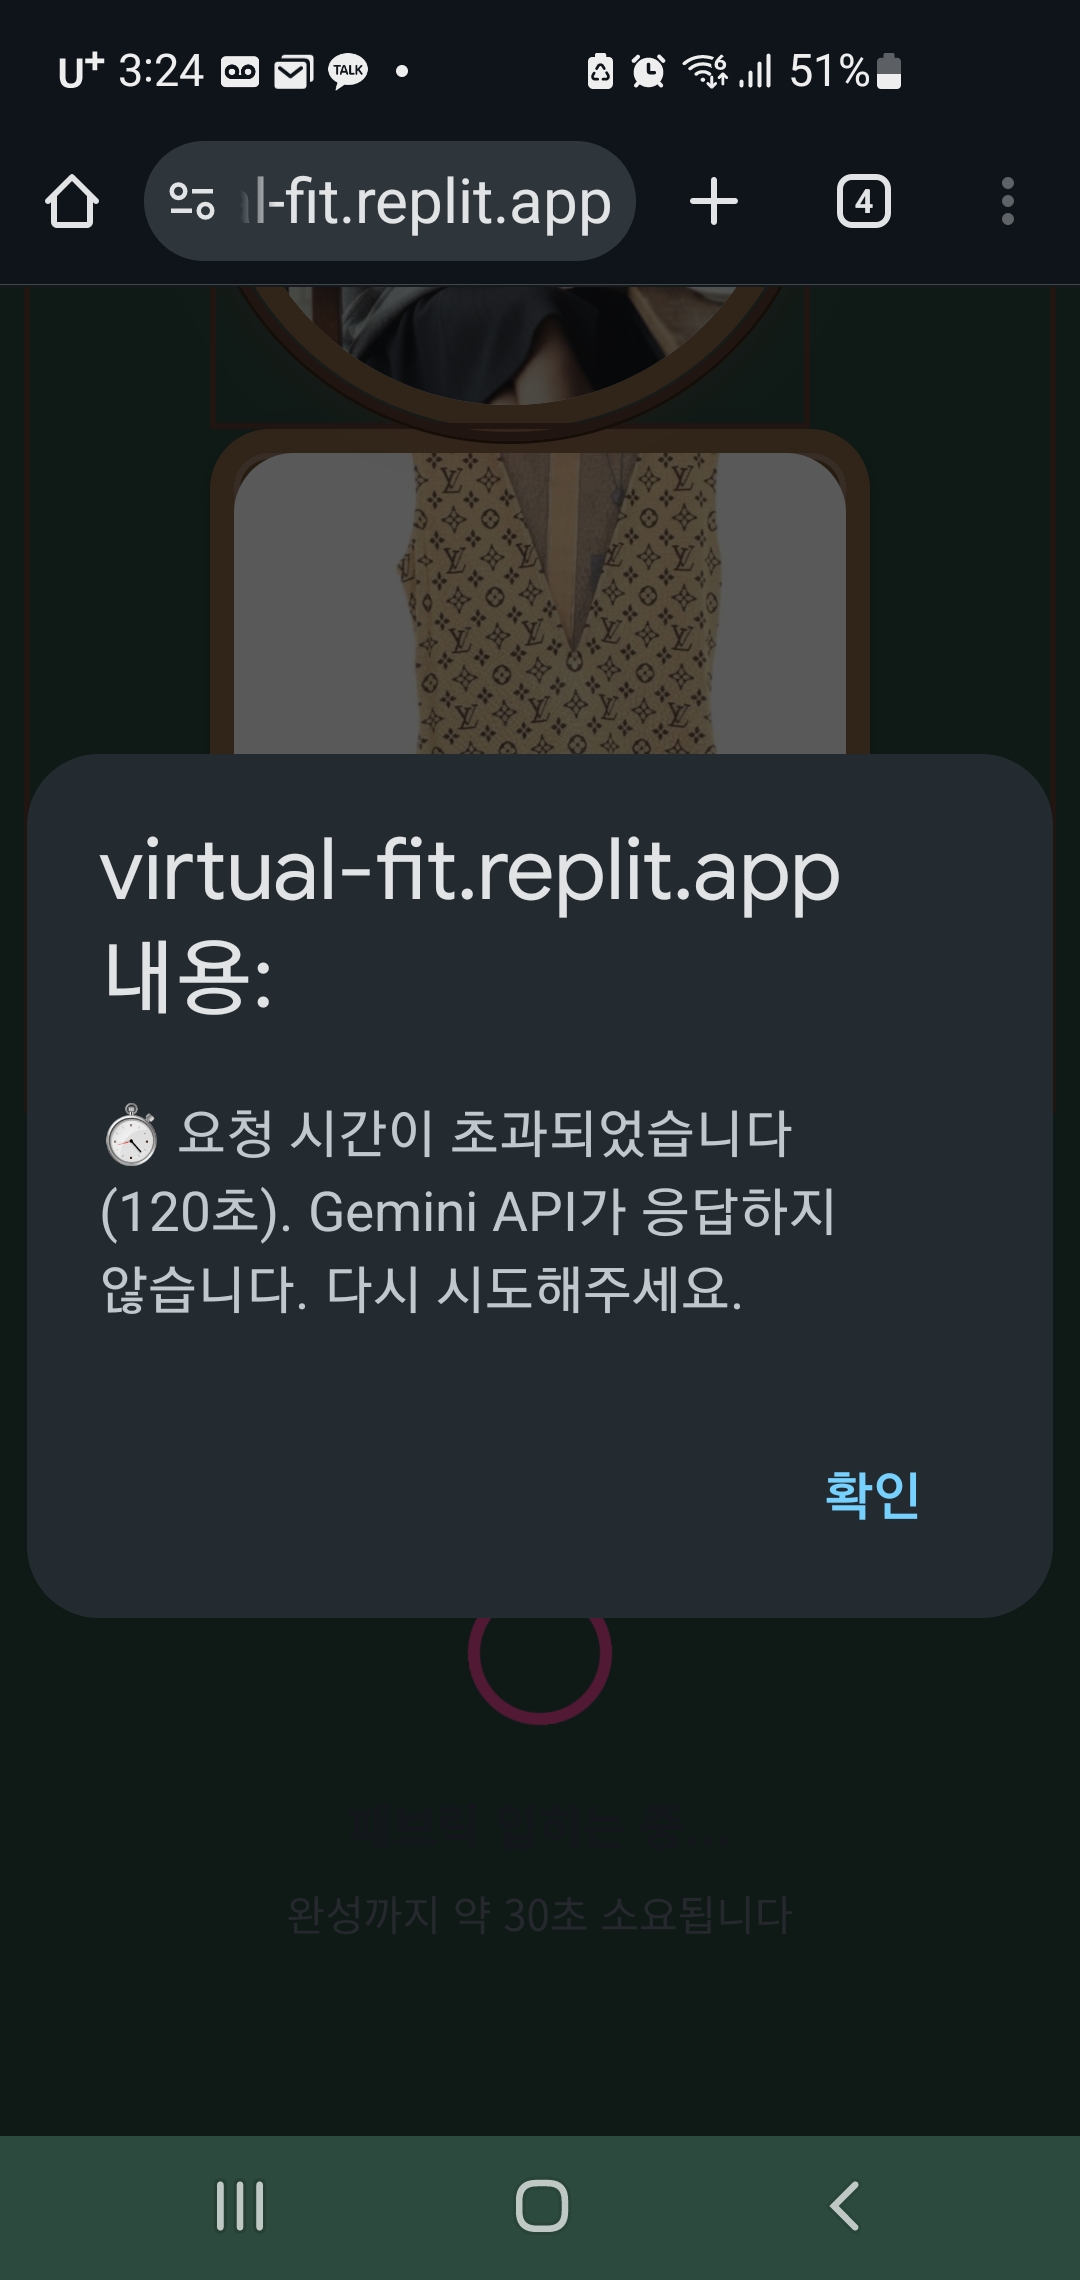 U+ 3:24 TALK 6 51%
l-fit.replit.app 4
virtual-fit.replit.app
내용:
⏱ 요청 시간이 초과되었습니다
(120초). Gemini API가 응답하지
않습니다. 다시 시도해주세요.
확인
완성까지 약 30초 소요됩니다